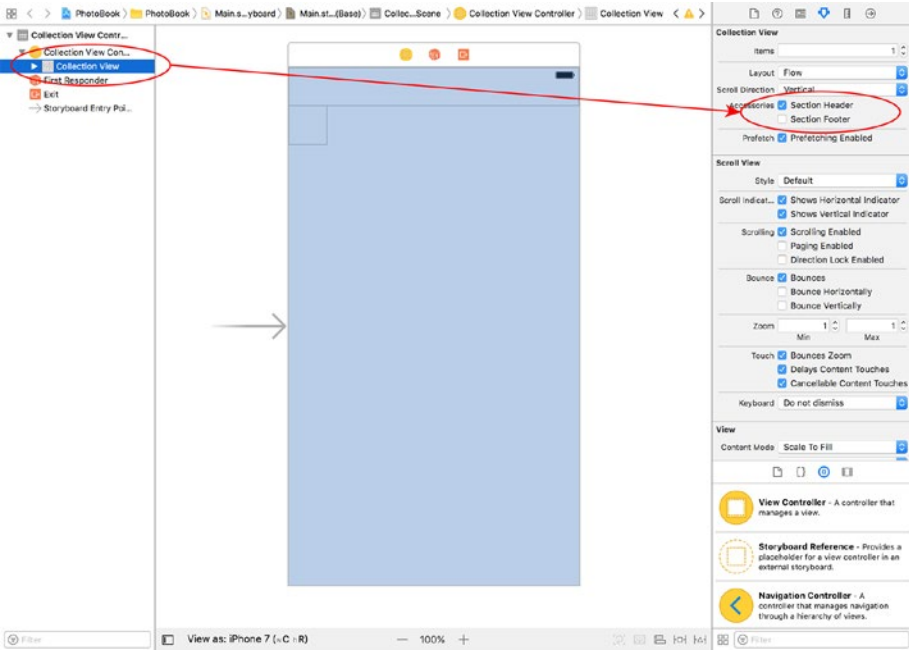 PhotoBook PhotoBook Main.s...yboard Main.st...(Base) Collec...Scene Collection View Controller Collection View
Collection View Contr...
Collection View Con...
Collection View
First Responder
Exit
Storyboard Entry Poi...
Filter
View as: iPhone 7 (wC hR)
100%
Collection View
Items 1
Layout Flow
Scroll Direction Vertical
Accessories Section Header
Section Footer
Prefetch Prefetching Enabled
Scroll View
Style Default
Scroll Indicat... Shows Horizontal Indicator
Shows Vertical Indicator
Scrolling Scrolling Enabled
Paging Enabled
Direction Lock Enabled
Bounce Bounces
Bounce Horizontally
Bounce Vertically
Zoom 1 1
Min Max
Touch Bounces Zoom
Delays Content Touches
Cancellable Content Touches
Keyboard Do not dismiss
View
Content Mode Scale To Fill
View Controller - A controller that
manages a view.
Storyboard Reference - Provides a
placeholder for a view controller in an
external storyboard.
Navigation Controller - A
controller that manages navigation
through a hierarchy of views.
Filter